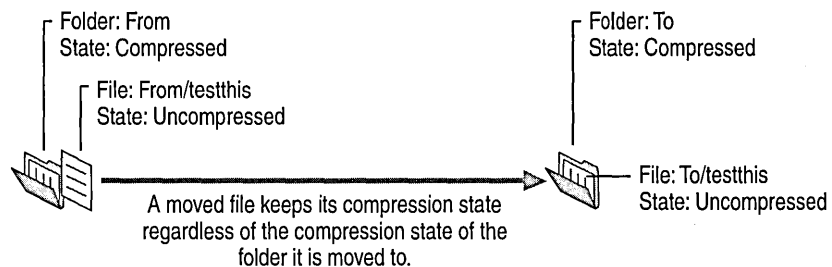 Folder: From
State: Compressed
File: From/testthis
State: Uncompressed
Folder: To
State: Compressed
File: To/testthis
State: Uncompressed
A moved file keeps its compression state
regardless of the compression state of the
folder it is moved to.